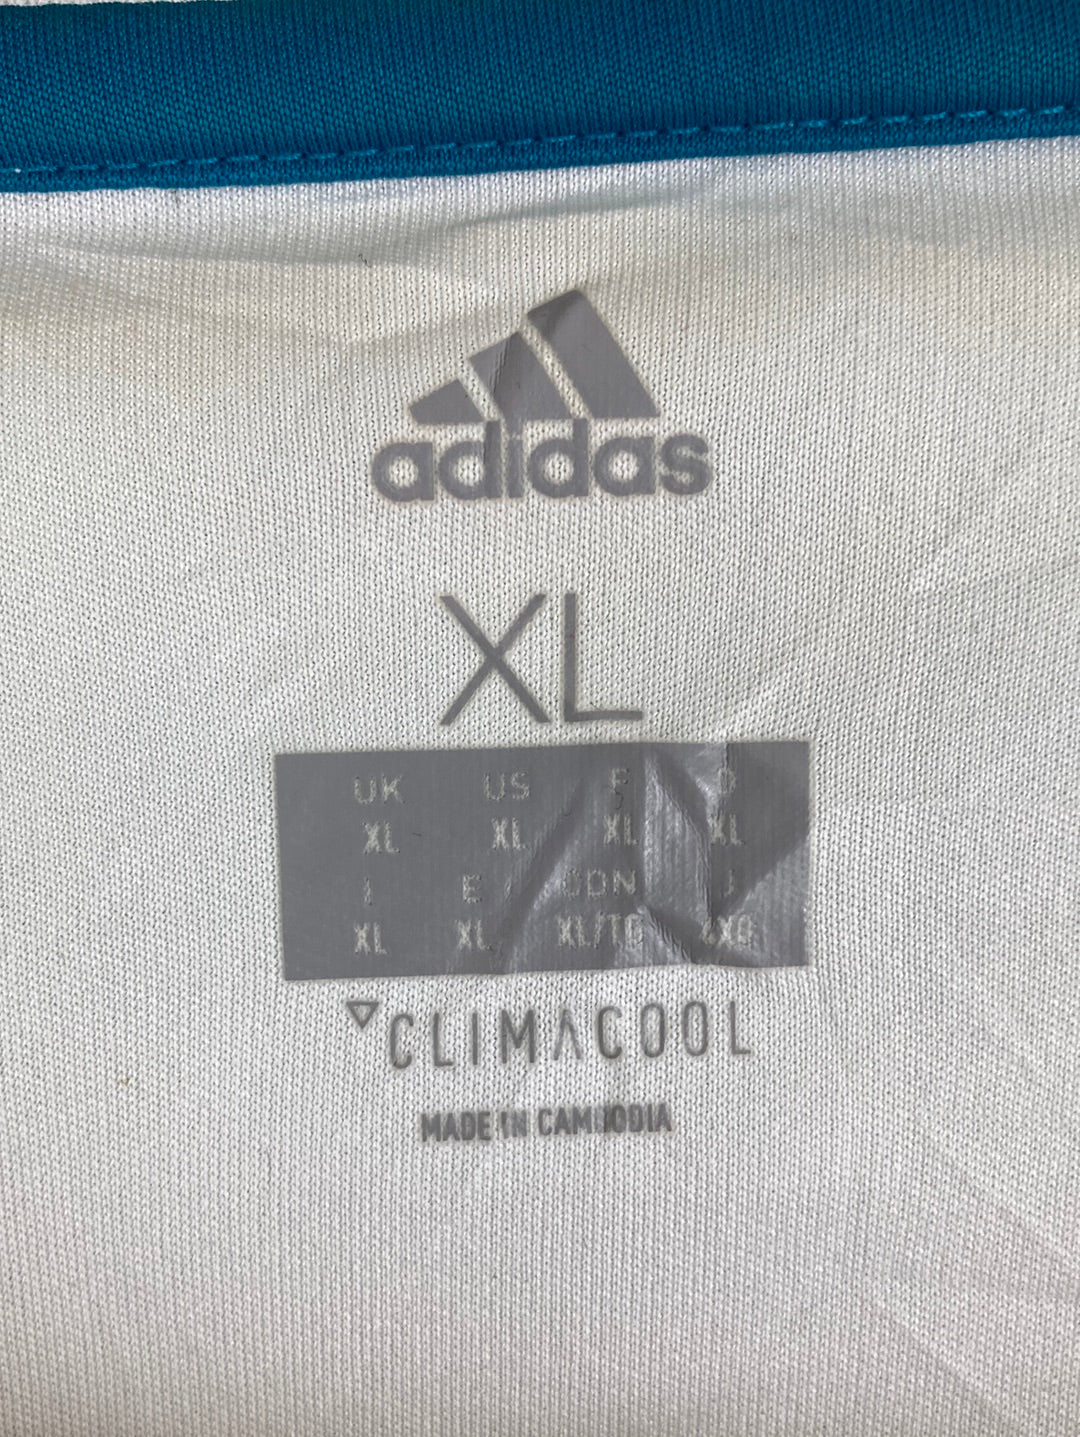 adidas
XL
UK US F D
XL XL XL XL
I E CDN J
XL XL XL/TG
CLIMACOOL
MADE IN CAMBODIA